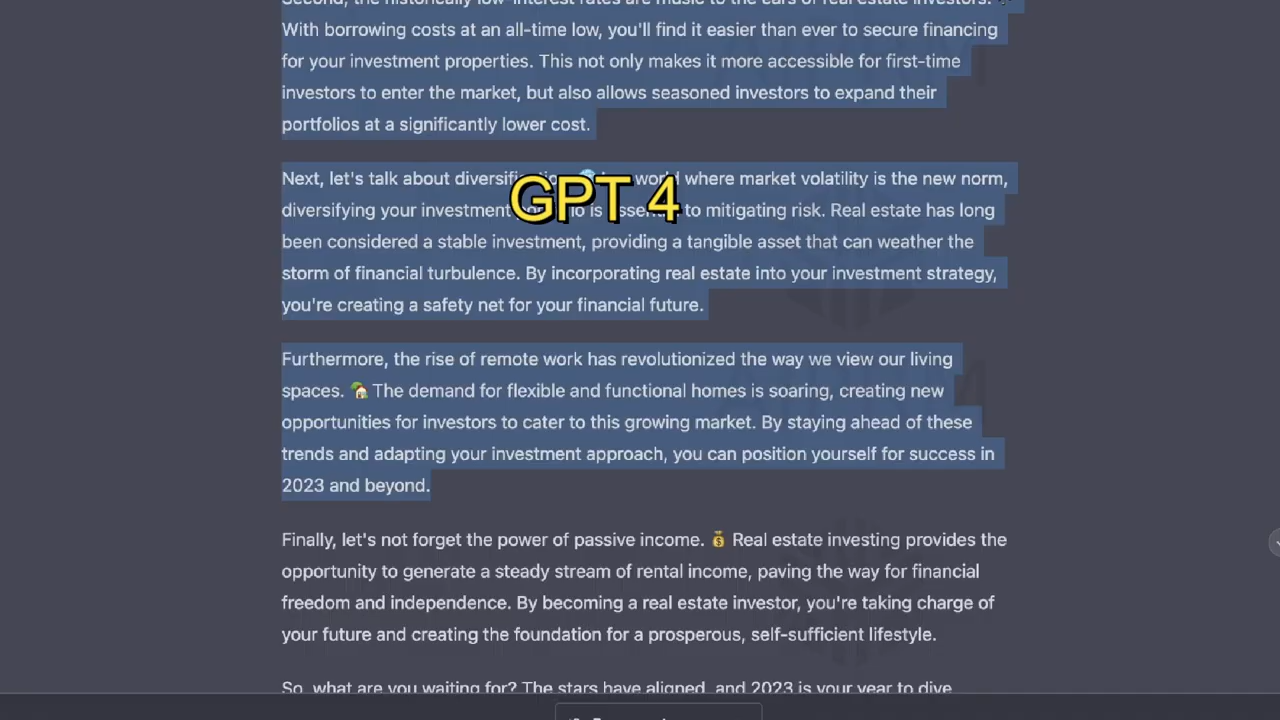 Second, the historically low-interest rates are music to the ears of real estate investors.
With borrowing costs at an all-time low, you'll find it easier than ever to secure financing
for your investment properties. This not only makes it more accessible for first-time
investors to enter the market, but also allows seasoned investors to expand their
portfolios at a significantly lower cost.
Next, let's talk about world where market volatility is the new norm,
GPT 4
diversifying your investment is to mitigating risk. Real estate has long
been considered a stable investment, providing a tangible asset that can weather the
storm of financial turbulence. By incorporating real estate into your investment strategy,
you're creating a safety net for your financial future.
Furthermore, the rise of remote work has revolutionized the way we view our living
spaces. 🏡 The demand for flexible and functional homes is soaring, creating new
opportunities for investors to cater to this growing market. By staying ahead of these
trends and adapting your investment approach, you can position yourself for success in
2023 and beyond.
Finally, let's not forget the power of passive income. 💰 Real estate investing provides the
opportunity to generate a steady stream of rental income, paving the way for financial
freedom and independence. By becoming a real estate investor, you're taking charge of
your future and creating the foundation for a prosperous, self-sufficient lifestyle.
So, what are you waiting for? The stars have aligned, and 2023 is your year to dive